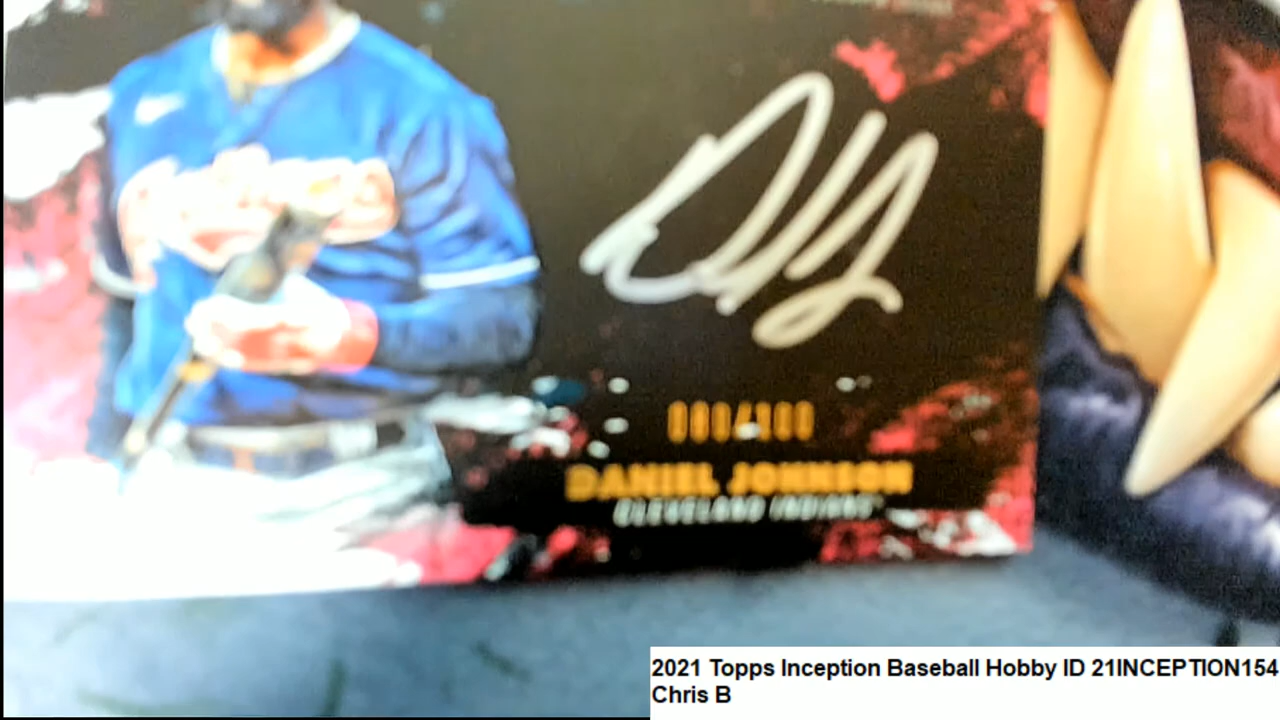 DANIEL JOHNSON
CLEVELAND INDIANS
2021 Topps Inception Baseball Hobby ID 21INCEPTION154
Chris B